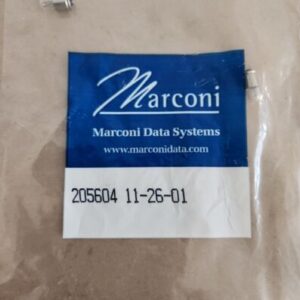 Marconi
Marconi Data Systems
www.marconidata.com
205604 11-26-01